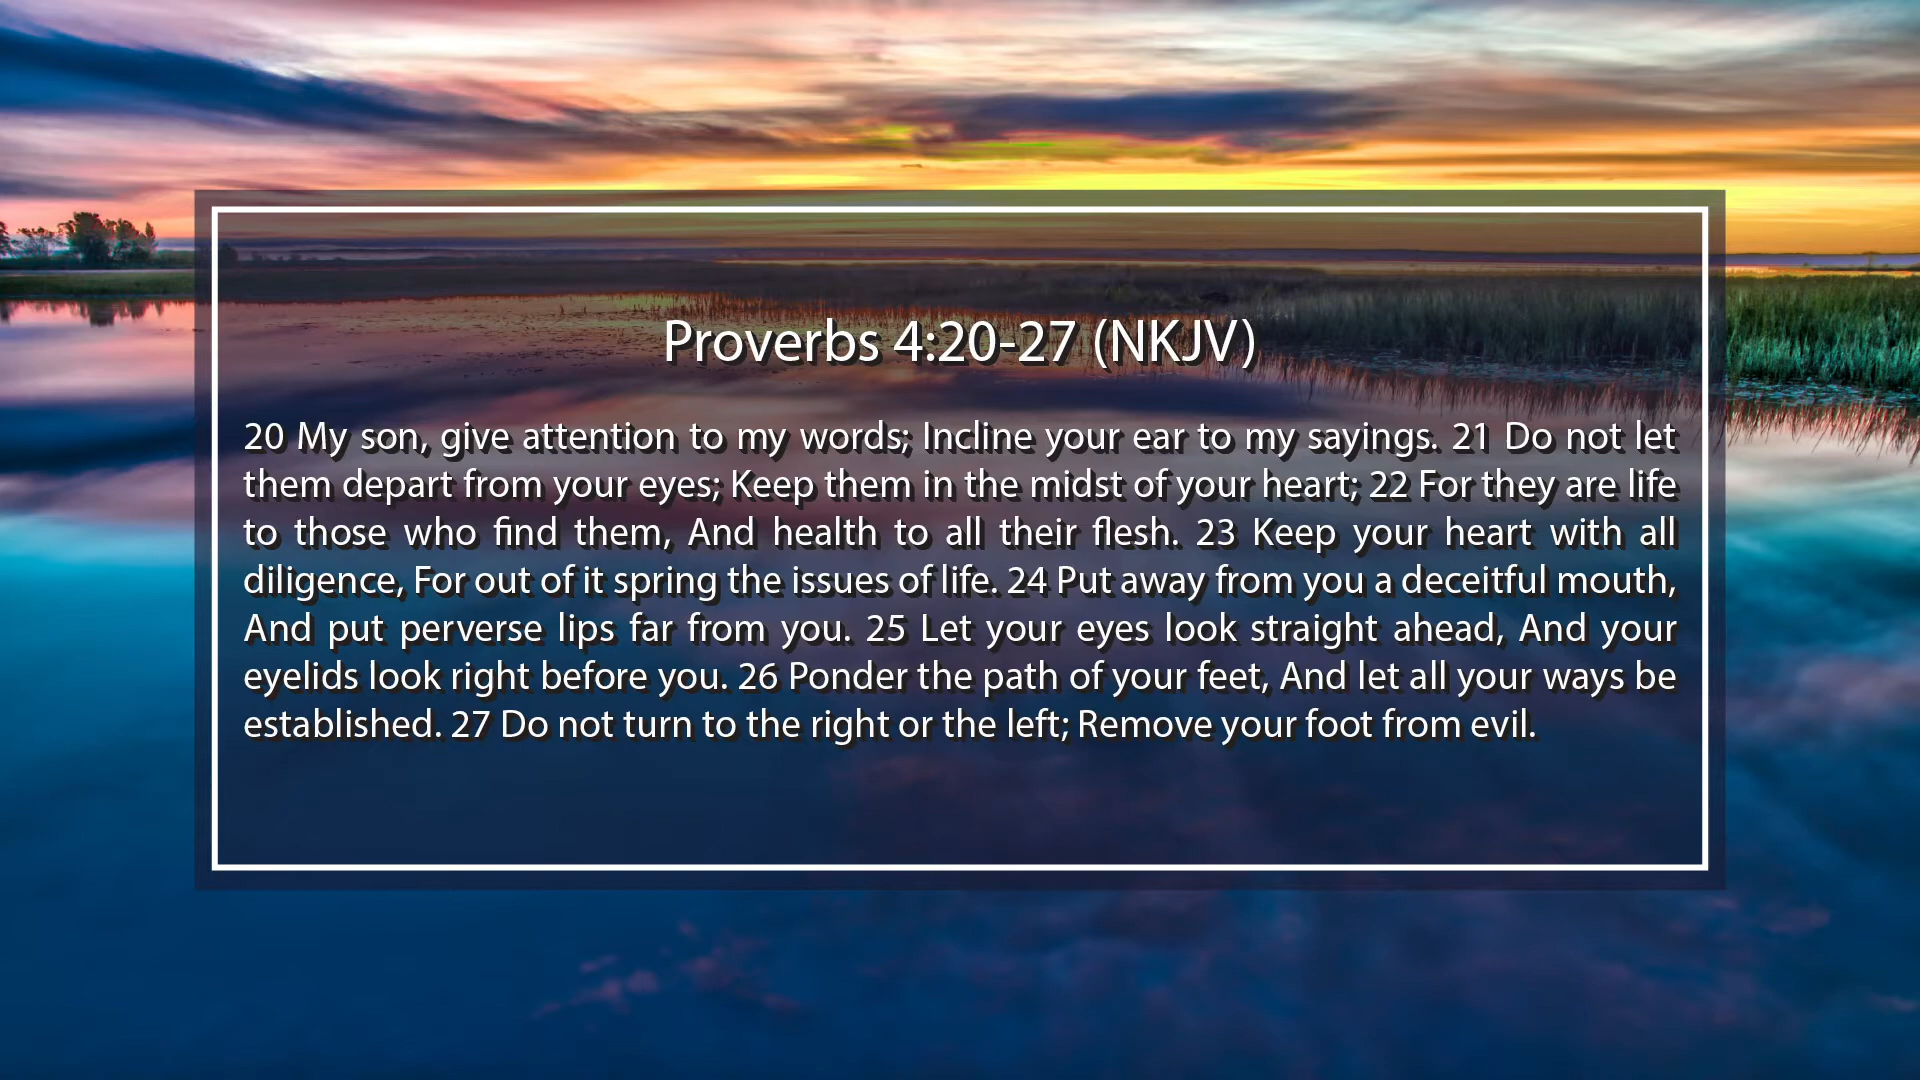 Proverbs 4:20-27 (NKJV)
20 My son, give attention to my words; Incline your ear to my sayings. 21 Do not let
them depart from your eyes; Keep them in the midst of your heart; 22 For they are life
to those who find them, And health to all their flesh. 23 Keep your heart with all
diligence, For out of it spring the issues of life. 24 Put away from you a deceitful mouth,
And put perverse lips far from you. 25 Let your eyes look straight ahead, And your
eyelids look right before you. 26 Ponder the path of your feet, And let all your ways be
established. 27 Do not turn to the right or the left; Remove your foot from evil.